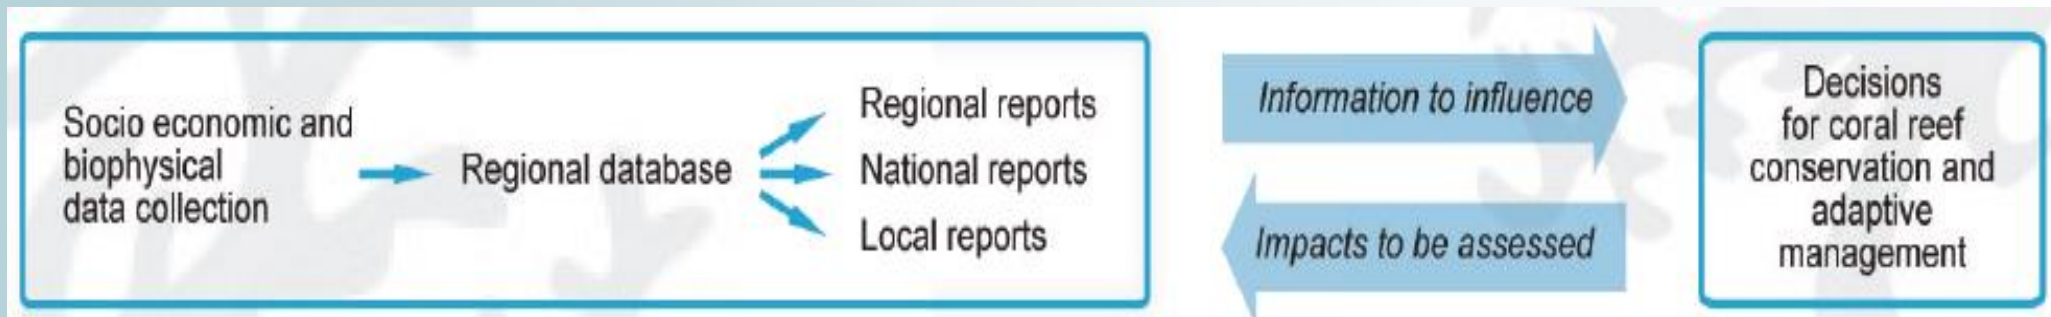 Socio economic and
biophysical
data collection
Regional database
Regional reports
National reports
Local reports
Information to influence
Impacts to be assessed
Decisions
for coral reef
conservation and
adaptive
management